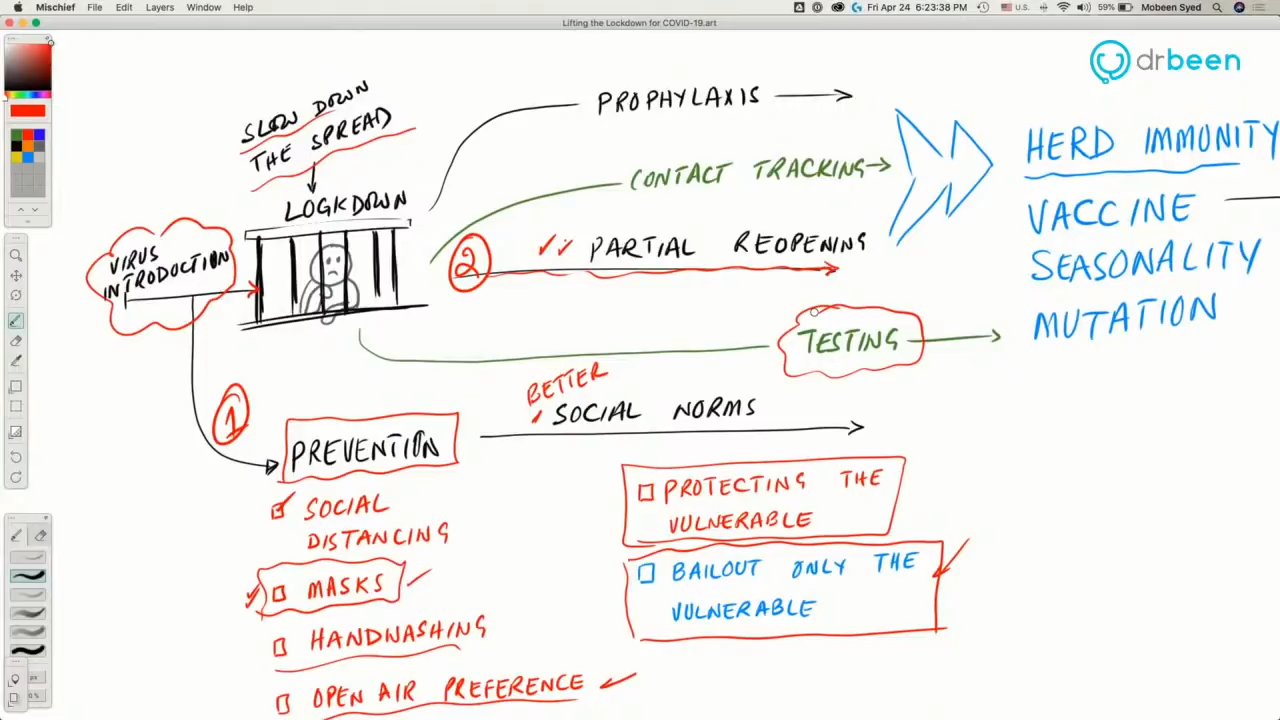 Mischief File Edit Layers Window Help
U.S. 59% Fri Apr 24 6:23:38 PM Mobeen Syed
Lifting the Lockdown for COVID-19.art
drbeen
SLOW DOWN
THE SPREAD
LOCKDOWN
VIRUS
INTRODUCTION
PROPHYLAXIS
CONTACT TRACKING
2
PARTIAL REOPENING
TESTING
HERD IMMUNITY
VACCINE
SEASONALITY
MUTATION
1
PREVENTION
BETTER
SOCIAL NORMS
SOCIAL
DISTANCING
MASKS
HANDWASHING
OPEN AIR PREFERENCE
PROTECTING THE
VULNERABLE
BAILOUT ONLY THE
VULNERABLE
px
%